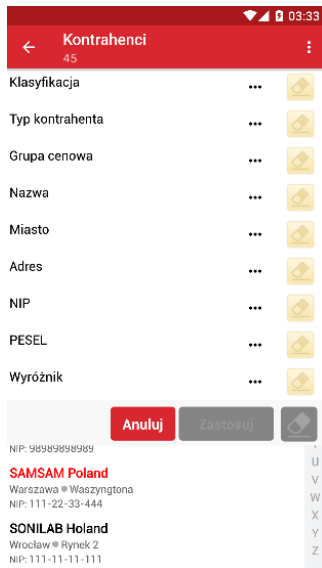 03:33
Kontrahenci
45
Klasyfikacja ...
Typ kontrahenta ...
Grupa cenowa ...
Nazwa ...
Miasto ...
Adres ...
NIP ...
PESEL ...
Wyróżnik ...
Anuluj Zastosuj
NIP: 98989898989
SAMSAM Poland
Warszawa Waszyngtona
NIP: 111-22-33-444
SONILAB Holand
Wrocław Rynek 2
NIP: 111-11-11-111
U
V
W
X
Y
Z